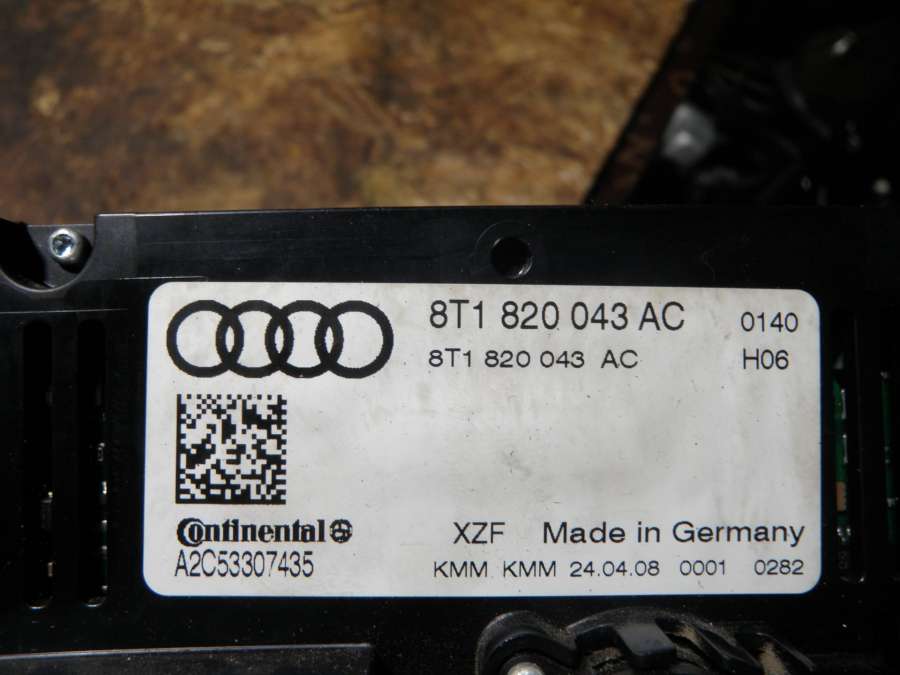 8T1 820 043 AC 0140
8T1 820 043 AC H06
Continental
XZF Made in Germany
A2C53307435
KMM KMM 24.04.08 0001 0282